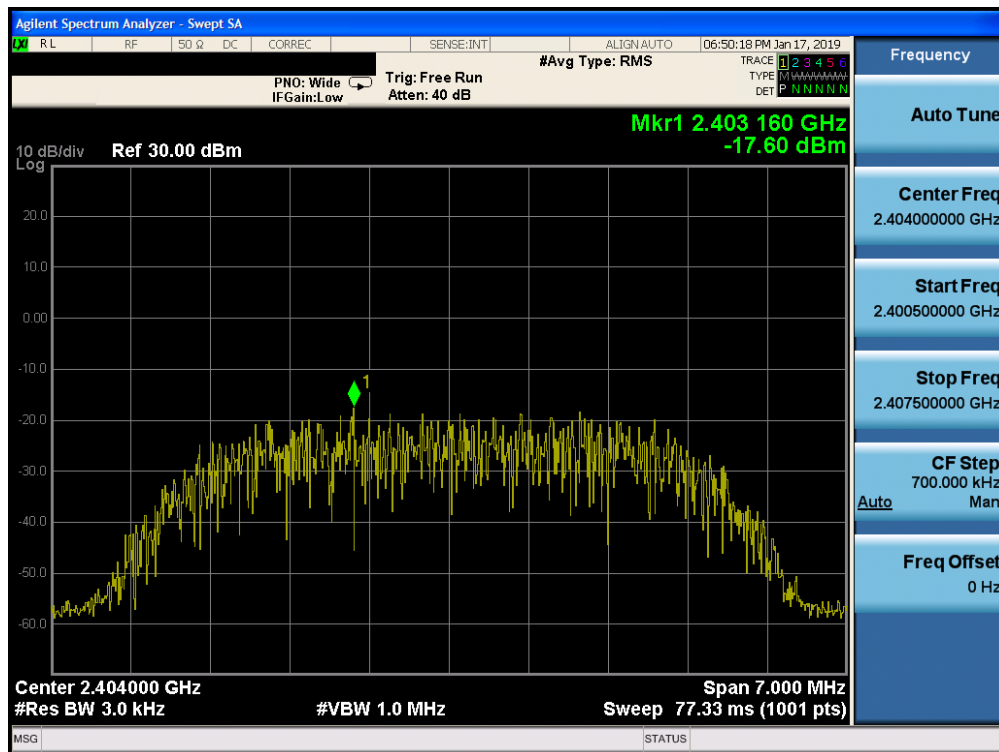 Agilent Spectrum Analyzer - Swept SA
LXI RL RF 50 Ω DC CORREC SENSE:INT ALIGN AUTO 06:50:18 PM Jan 17, 2019
Frequency
#Avg Type: RMS
TRACE 1 2 3 4 5 6
PNO: Wide
Trig: Free Run
TYPE M WWWWW
IFGain:Low
Atten: 40 dB
DET P N N N N N
Auto Tune
Mkr1 2.403 160 GHz
-17.60 dBm
10 dB/div Ref 30.00 dBm
Log
Center Freq
2.404000000 GHz
20.0
10.0
Start Freq
2.400500000 GHz
0.00
-10.0
1
Stop Freq
2.407500000 GHz
-20.0
-30.0
CF Step
700.000 kHz
Auto Man
-40.0
-50.0
Freq Offset
0 Hz
-60.0
Center 2.404000 GHz Span 7.000 MHz
#Res BW 3.0 kHz #VBW 1.0 MHz Sweep 77.33 ms (1001 pts)
MSG STATUS